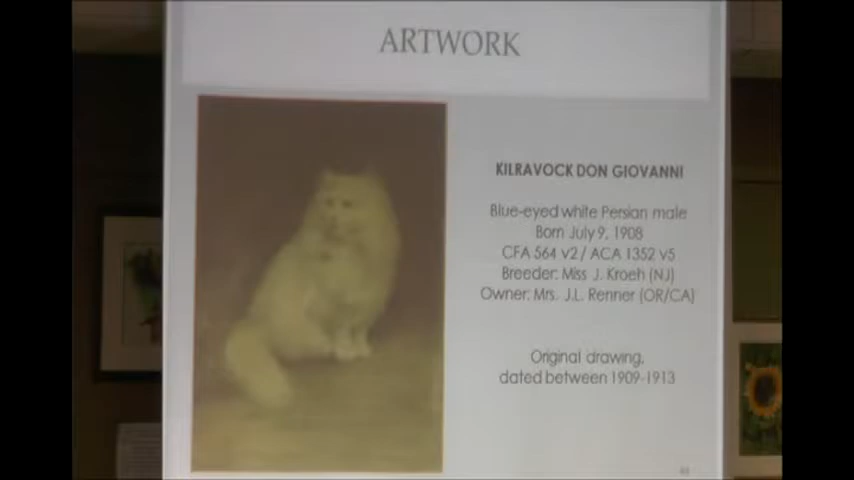 ARTWORK
KILRAVOCK DON GIOVANNI
Blue-eyed white Persian male
Born July 9, 1908
CFA 564 v2 / ACA 1352 v5
Breeder: Miss J. Kroeh (NJ)
Owner: Mrs. J.L. Renner (OR/CA)
Original drawing,
dated between 1909-1913